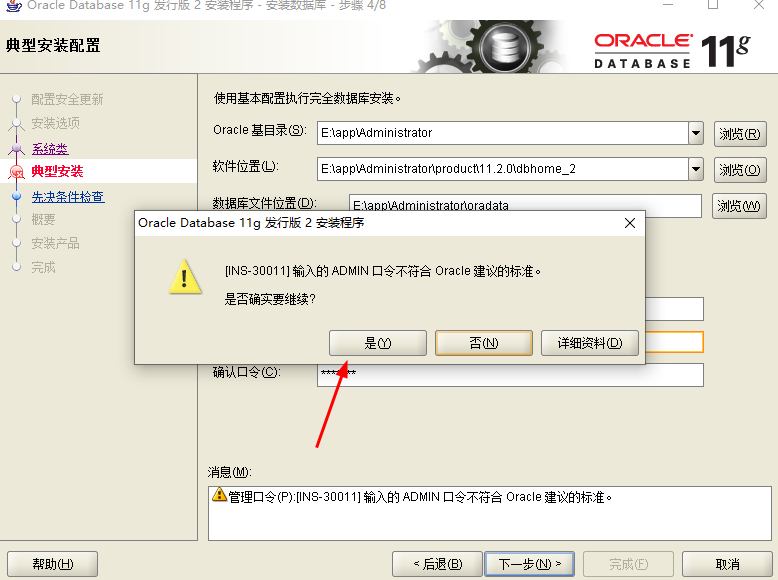 Oracle Database 11g 发行版 2 安装程序 - 安装数据库 - 步骤 4/8
典型安装配置
ORACLE
DATABASE 11g
配置安全更新
安装选项
系统类
典型安装
先决条件检查
概要
安装产品
完成
使用基本配置执行完全数据库安装。
Oracle 基目录(S):
E:\app\Administrator
浏览(R)
软件位置(L):
E:\app\Administrator\product\11.2.0\dbhome_2
浏览(O)
数据库文件位置(D):
E:\app\Administrator\oradata
浏览(W)
Oracle Database 11g 发行版 2 安装程序
[INS-30011] 输入的 ADMIN 口令不符合 Oracle 建议的标准。
是否确实要继续?
是(Y)
否(N)
详细资料(D)
确认口令(C):
消息(M):
管理口令(P):[INS-30011] 输入的 ADMIN 口令不符合 Oracle 建议的标准。
帮助(H)
< 后退(B)
下一步(N) >
完成(F)
取消